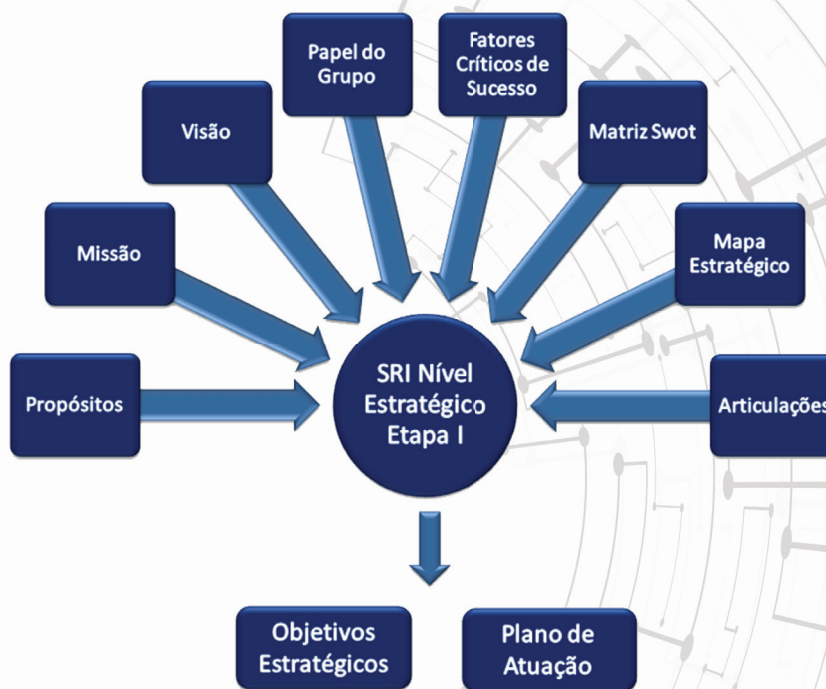 Papel do
Grupo
Fatores
Críticos de
Sucesso
Visão
Matriz Swot
Missão
Mapa
Estratégico
Propósitos
SRI Nível
Estratégico
Etapa I
Articulações
Objetivos
Estratégicos
Plano de
Atuação